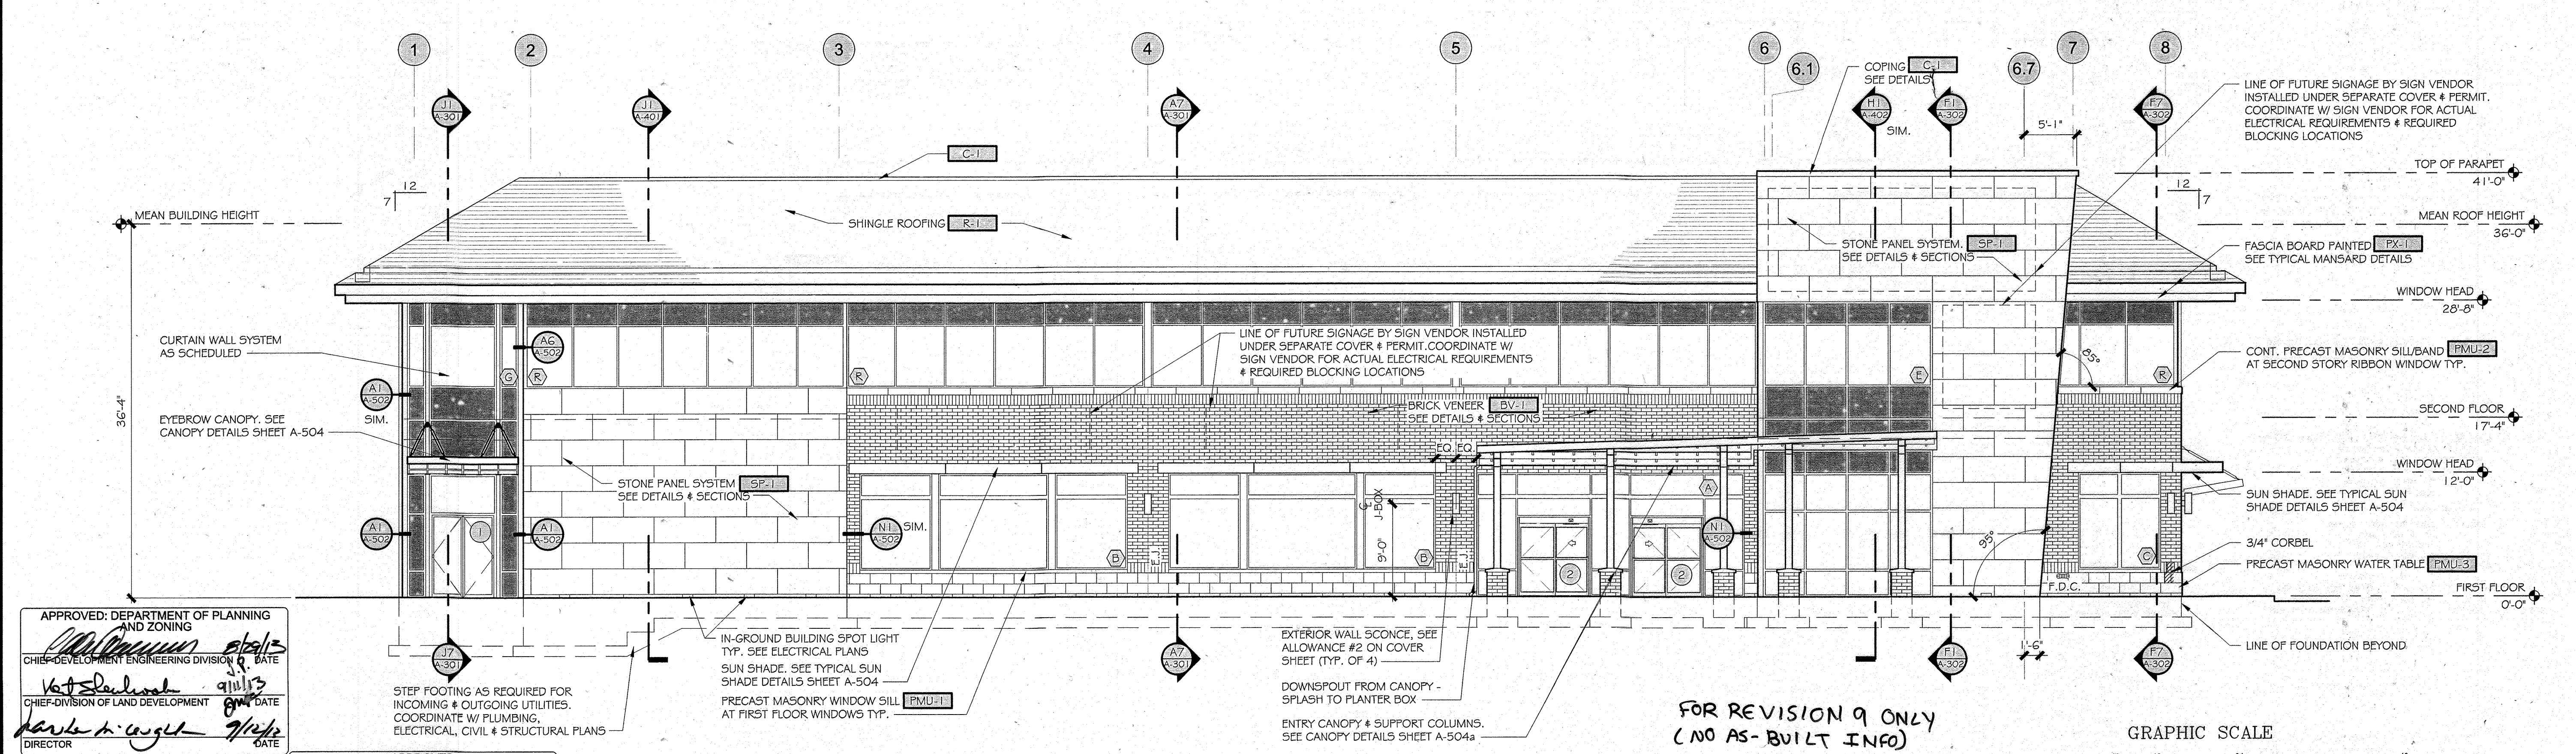 1
2
3
4
5
6
6.1
6.7
7
8
J1
A-301
J1
A-401
A7
A-301
H1
A-402
SIM.
F1
A-302
F7
A-302
COPING C-1
SEE DETAILS
5'-1"
LINE OF FUTURE SIGNAGE BY SIGN VENDOR
INSTALLED UNDER SEPARATE COVER & PERMIT.
COORDINATE W/ SIGN VENDOR FOR ACTUAL
ELECTRICAL REQUIREMENTS & REQUIRED
BLOCKING LOCATIONS
C-1
12
7
TOP OF PARAPET
41'-0"
12
7
MEAN BUILDING HEIGHT
SHINGLE ROOFING R-1
MEAN ROOF HEIGHT
36'-0"
STONE PANEL SYSTEM. SP-1
SEE DETAILS & SECTIONS
FASCIA BOARD PAINTED PX-1
SEE TYPICAL MANSARD DETAILS
WINDOW HEAD
28'-8"
CURTAIN WALL SYSTEM
AS SCHEDULED
A6
A-502
LINE OF FUTURE SIGNAGE BY SIGN VENDOR INSTALLED
UNDER SEPARATE COVER & PERMIT.COORDINATE W/
SIGN VENDOR FOR ACTUAL ELECTRICAL REQUIREMENTS
& REQUIRED BLOCKING LOCATIONS
85°
CONT. PRECAST MASONRY SILL/BAND PMU-2
AT SECOND STORY RIBBON WINDOW TYP.
G
R
R
E
R
A1
A-502
SIM.
36'-4"
EYEBROW CANOPY. SEE
CANOPY DETAILS SHEET A-504
BRICK VENEER BV-1
SEE DETAILS & SECTIONS
SECOND FLOOR
17'-4"
EQ. EQ.
WINDOW HEAD
12'-0"
STONE PANEL SYSTEM SP-1
SEE DETAILS & SECTIONS
A
SUN SHADE. SEE TYPICAL SUN
SHADE DETAILS SHEET A-504
℄
J-BOX
9'-0"
A1
A-502
1
A1
A-502
N1
A-502
SIM.
N1
A-502
95°
3/4" CORBEL
B
E.J.
B
E.J.
2
2
C
F.D.C.
PRECAST MASONRY WATER TABLE PMU-3
FIRST FLOOR
0'-0"
APPROVED: DEPARTMENT OF PLANNING
AND ZONING
8/29/13
CHIEF-DEVELOPMENT ENGINEERING DIVISION DATE
9/11/13
CHIEF-DIVISION OF LAND DEVELOPMENT DATE
9/12/13
DIRECTOR DATE
J7
A-301
IN-GROUND BUILDING SPOT LIGHT
TYP. SEE ELECTRICAL PLANS
SUN SHADE. SEE TYPICAL SUN
SHADE DETAILS SHEET A-504
PRECAST MASONRY WINDOW SILL PMU-1
AT FIRST FLOOR WINDOWS TYP.
STEP FOOTING AS REQUIRED FOR
INCOMING & OUTGOING UTILITIES.
COORDINATE W/ PLUMBING,
ELECTRICAL, CIVIL & STRUCTURAL PLANS
A7
A-301
EXTERIOR WALL SCONCE, SEE
ALLOWANCE #2 ON COVER
SHEET (TYP. OF 4)
DOWNSPOUT FROM CANOPY -
SPLASH TO PLANTER BOX
ENTRY CANOPY & SUPPORT COLUMNS.
SEE CANOPY DETAILS SHEET A-504a
F1
A-302
1'-6"
F7
A-302
LINE OF FOUNDATION BEYOND
FOR REVISION 9 ONLY
(NO AS-BUILT INFO)
GRAPHIC SCALE